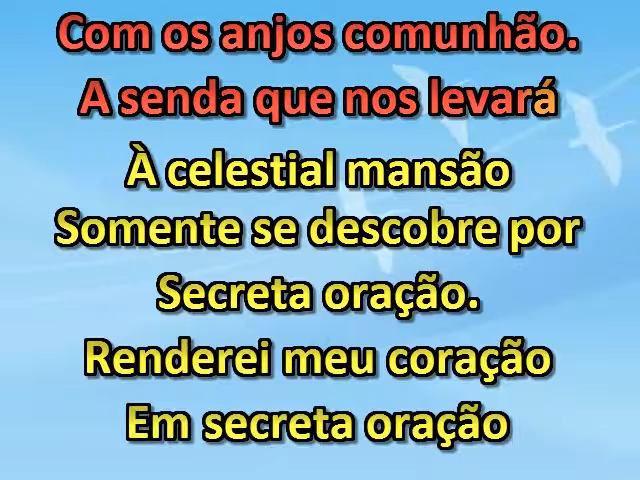 Com os anjos comunhão.
A senda que nos levará
À celestial mansão
Somente se descobre por
Secreta oração.
Renderei meu coração
Em secreta oração